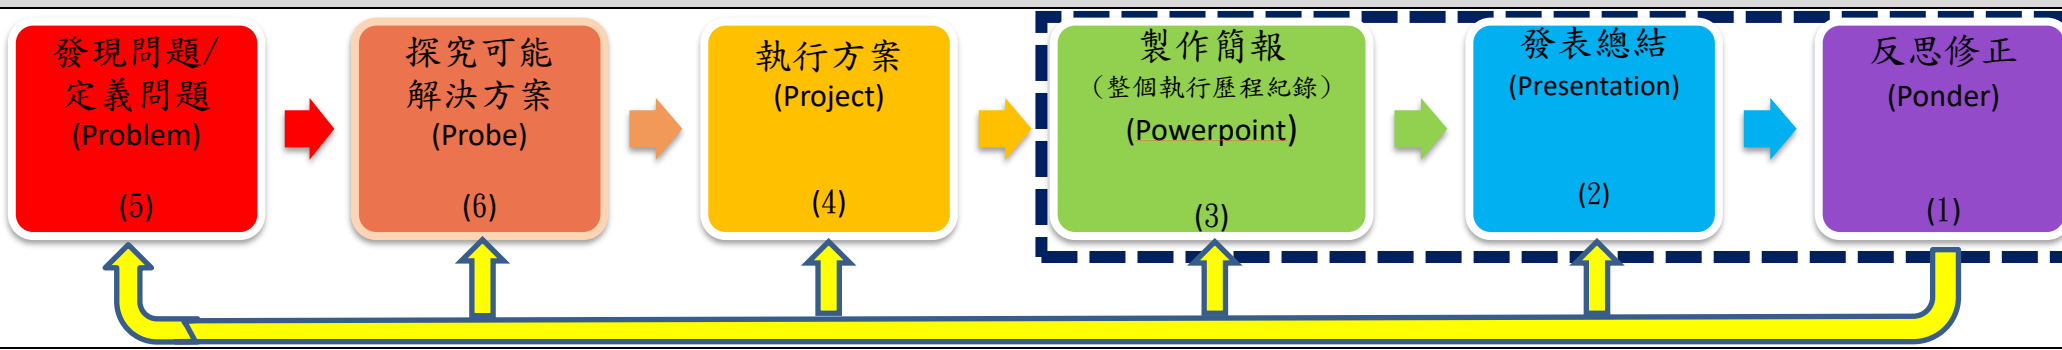 發現問題/
定義問題
(Problem)
(5)
探究可能
解決方案
(Probe)
(6)
執行方案
(Project)
(4)
製作簡報
（整個執行歷程紀錄）
(Powerpoint)
(3)
發表總結
(Presentation)
(2)
反思修正
(Ponder)
(1)